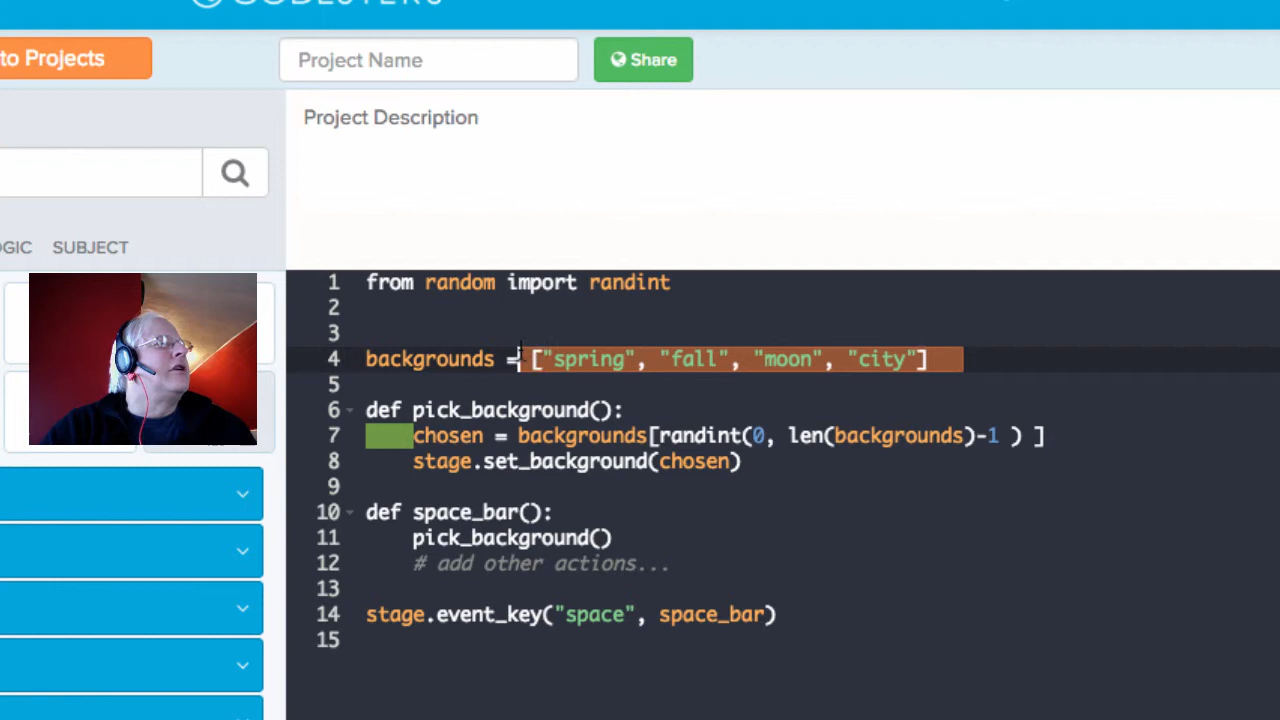 to Projects
Project Name
Share
Project Description
OGIC SUBJECT
1 from random import randint
2
3
4 backgrounds = ["spring", "fall", "moon", "city"]
5
6 def pick_background():
7 chosen = backgrounds[randint(0, len(backgrounds)-1 ) ]
8 stage.set_background(chosen)
9
10 def space_bar():
11 pick_background()
12 # add other actions...
13
14 stage.event_key("space", space_bar)
15